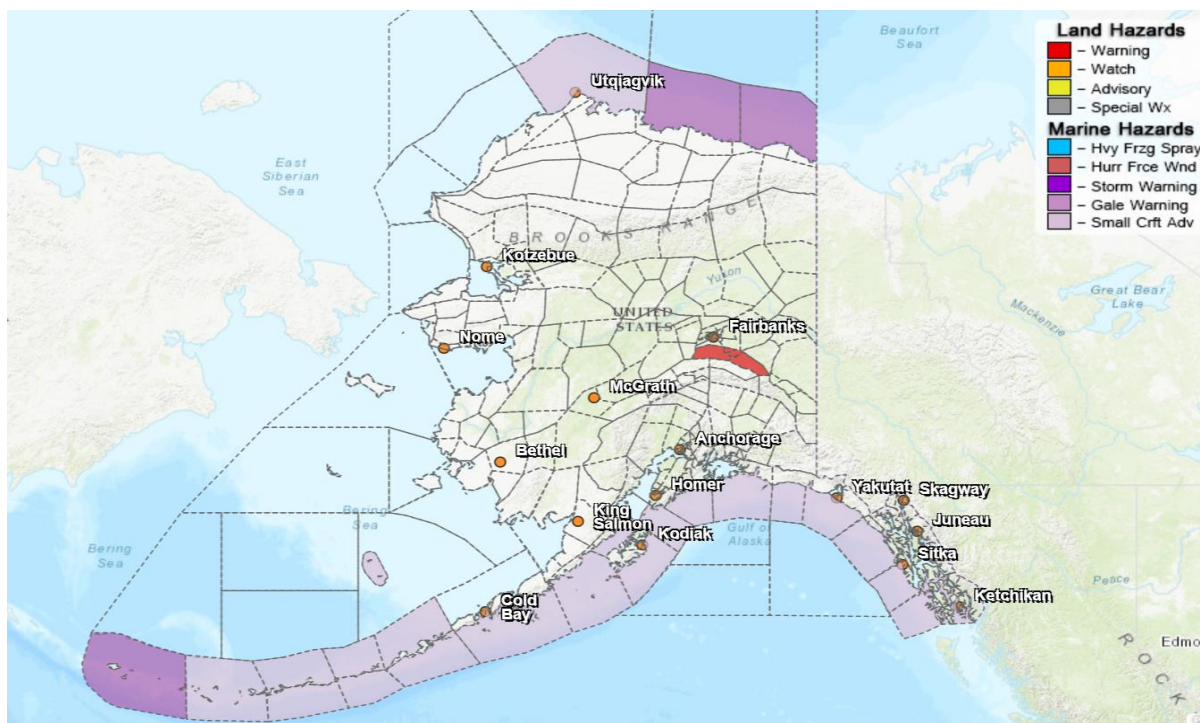 Beaufort
Sea
Land Hazards
– Warning
– Watch
– Advisory
– Special Wx
Marine Hazards
– Hvy Frzg Spray
– Hurr Frce Wnd
– Storm Warning
– Gale Warning
– Small Crft Adv
Utqiagvik
East
Siberian
Sea
BROOKS RANGE
Kotzebue
Yukon
Great Bear
Lake
Mackenzie
UNITED
STATES
Fairbanks
Nome
McGrath
Anchorage
Bethel
Homer
Yakutat
Skagway
King
Salmon
Kodiak
Juneau
Bering
Sea
Gulf of
Alaska
Bering
Sea
Sitka
Peace
Cold
Bay
Ketchikan
Edmo
ROCK